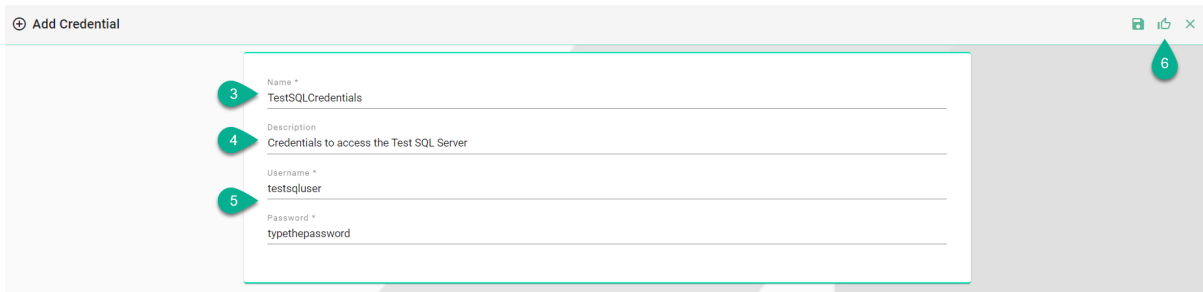 Add Credential
6
Name *
3
TestSQLCredentials
Description
4
Credentials to access the Test SQL Server
Username *
testsqluser
5
Password *
typethepassword